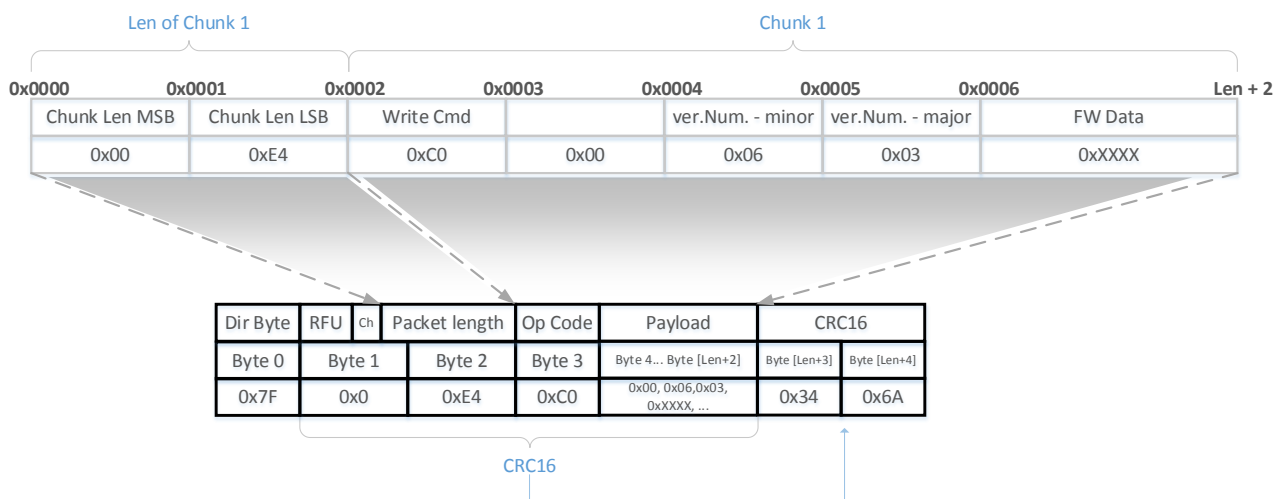 Len of Chunk 1 Chunk 1
0x0000 0x0001 0x0002 0x0003 0x0004 0x0005 0x0006 Len + 2
Chunk Len MSB Chunk Len LSB Write Cmd ver.Num. - minor ver.Num. - major FW Data
0x00 0xE4 0xC0 0x00 0x06 0x03 0xXXXX
Dir Byte RFU Ch Packet length Op Code Payload CRC16
Byte 0 Byte 1 Byte 2 Byte 3 Byte 4... Byte [Len+2] Byte [Len+3] Byte [Len+4]
0x7F 0x0 0xE4 0xC0 0x00, 0x06,0x03, 0x34 0x6A
0xXXXX, ...
CRC16